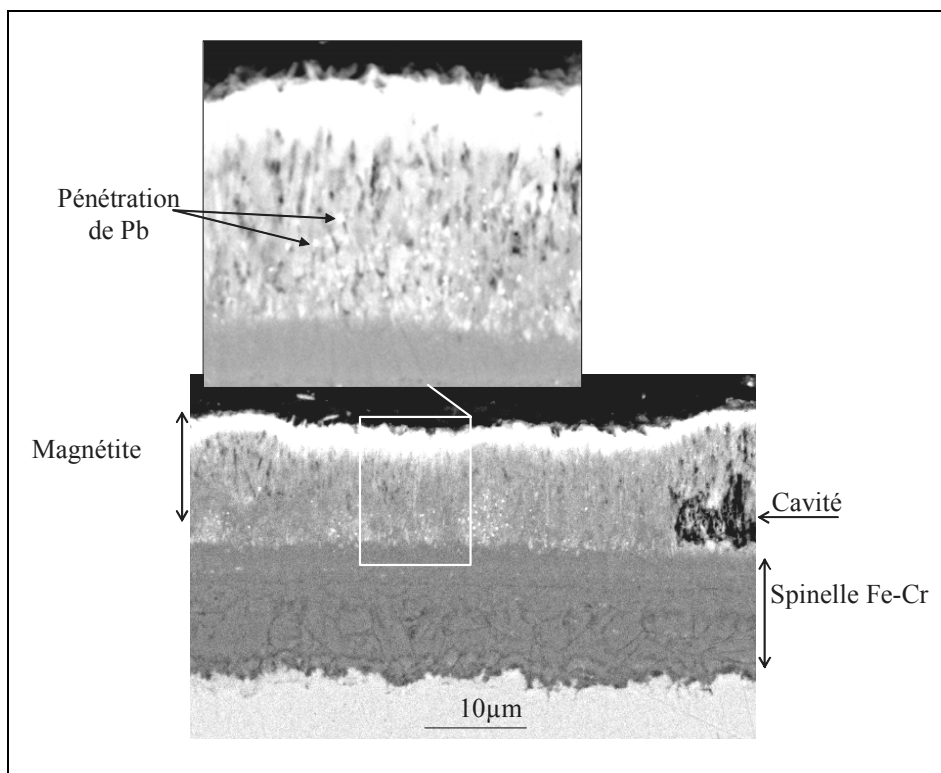 Pénétration
de Pb
Magnétite
Cavité
Spinelle Fe-Cr
10µm